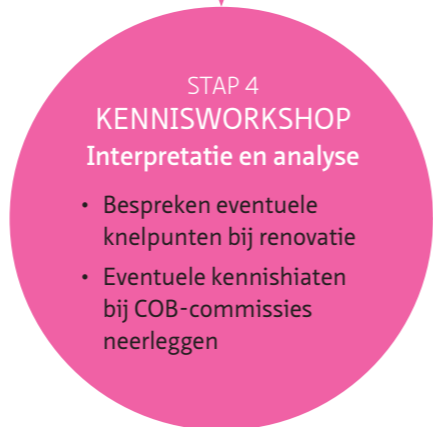 STAP 4
KENNISWORKSHOP
Interpretatie en analyse
• Bespreken eventuele
knelpunten bij renovatie
• Eventuele kennishiaten
bij COB-commissies
neerleggen